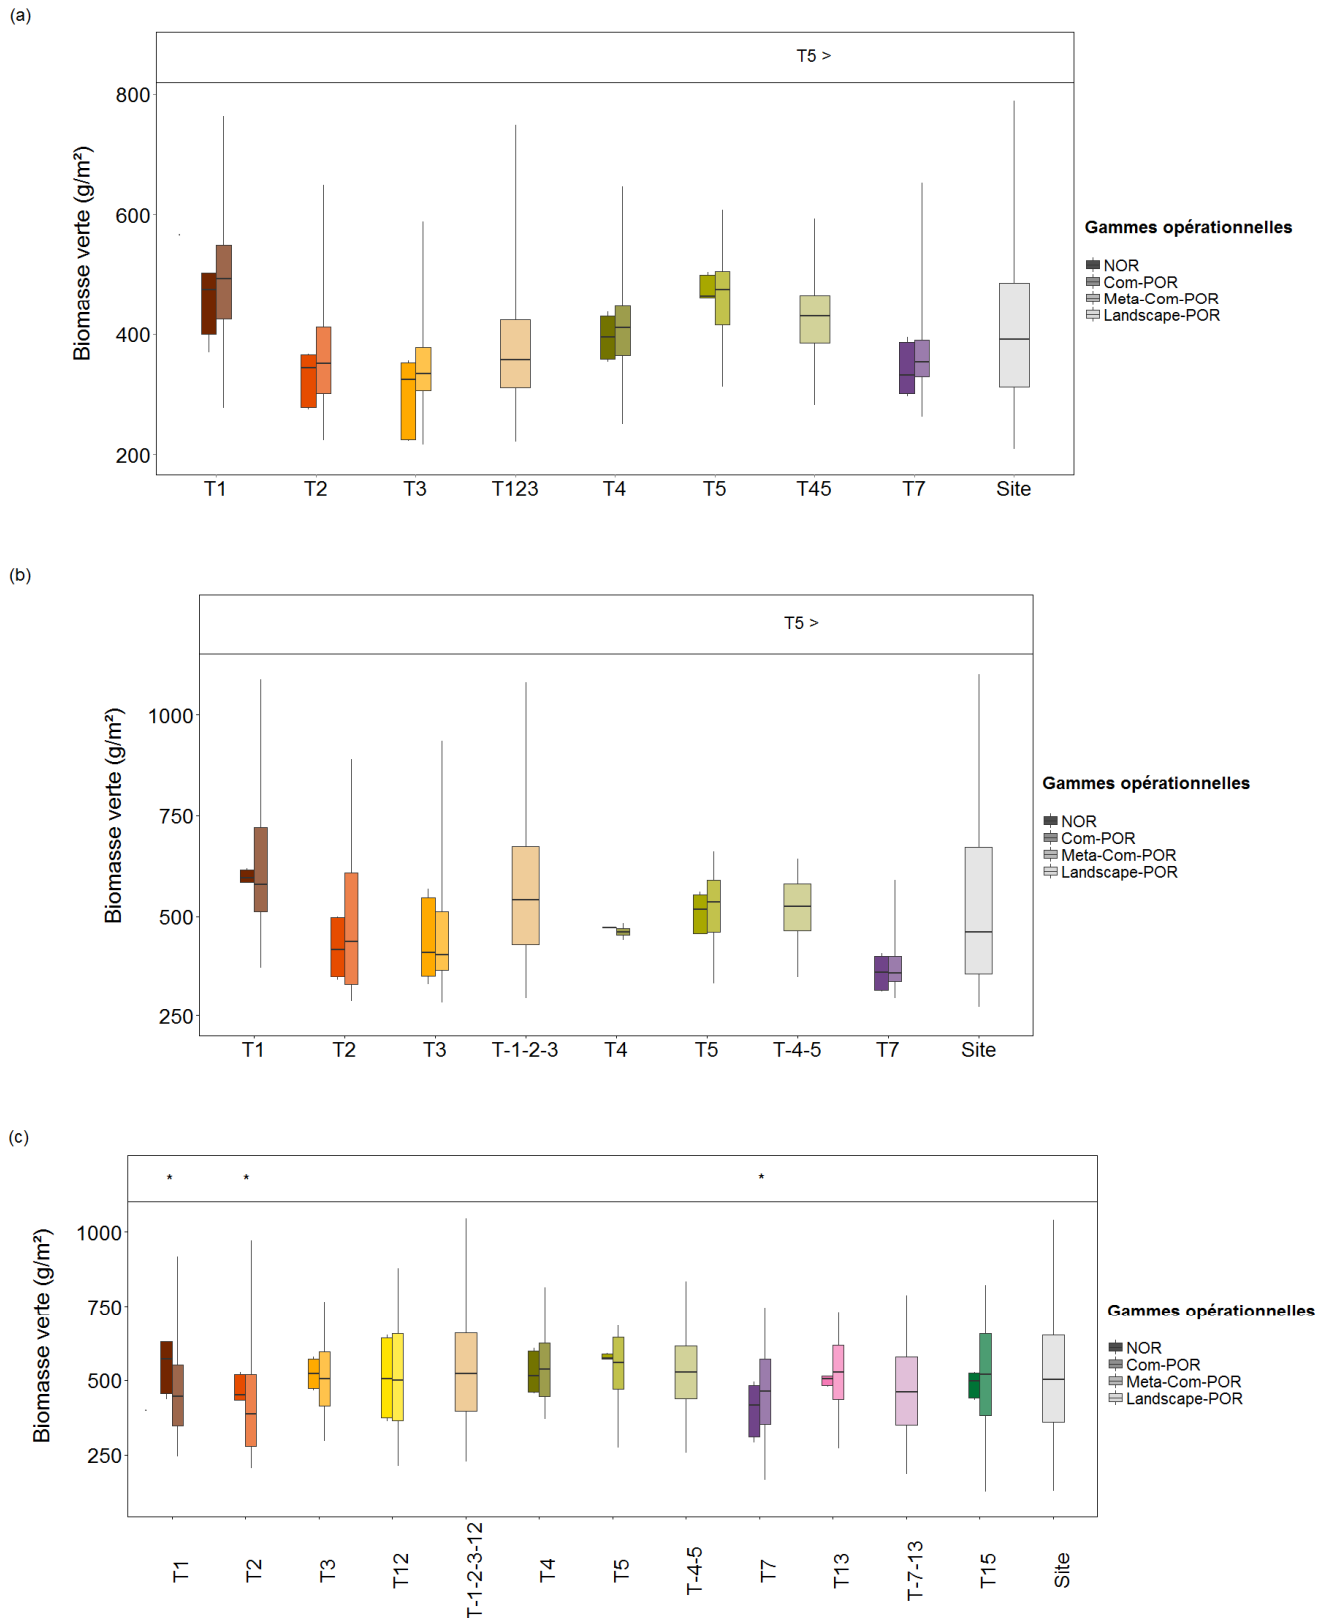 (a)
T5 >
Biomasse verte (g/m²)
800
600
400
200
T1 T2 T3 T123 T4 T5 T45 T7 Site
Gammes opérationnelles
NOR
Com-POR
Meta-Com-POR
Landscape-POR
(b)
T5 >
Biomasse verte (g/m²)
1000
750
500
250
T1 T2 T3 T-1-2-3 T4 T5 T-4-5 T7 Site
Gammes opérationnelles
NOR
Com-POR
Meta-Com-POR
Landscape-POR
(c)
* * *
Biomasse verte (g/m²)
1000
750
500
250
T1 T2 T3 T12 T-1-2-3-12 T4 T5 T-4-5 T7 T13 T-7-13 T15 Site
Gammes opérationnelles
NOR
Com-POR
Meta-Com-POR
Landscape-POR